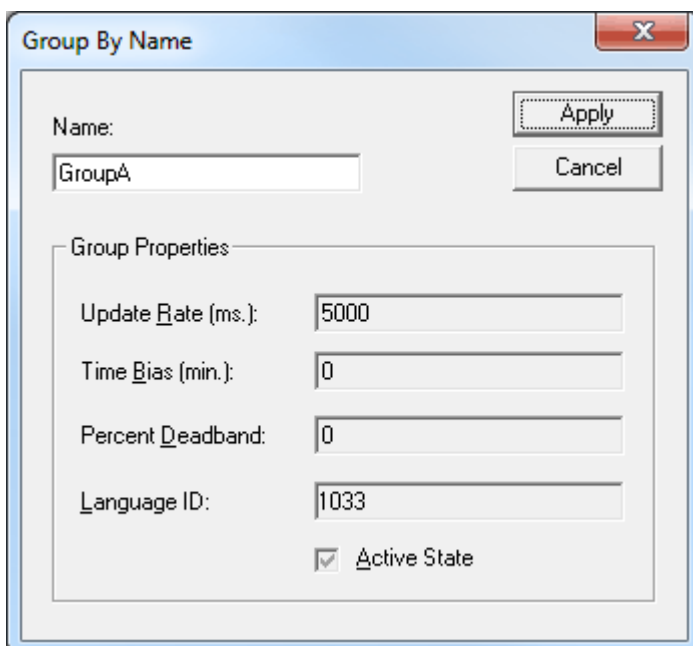 Group By Name
Name:
Apply
GroupA
Cancel
Group Properties
Update Rate (ms.):
5000
Time Bias (min.):
0
Percent Deadband:
0
Language ID:
1033
Active State